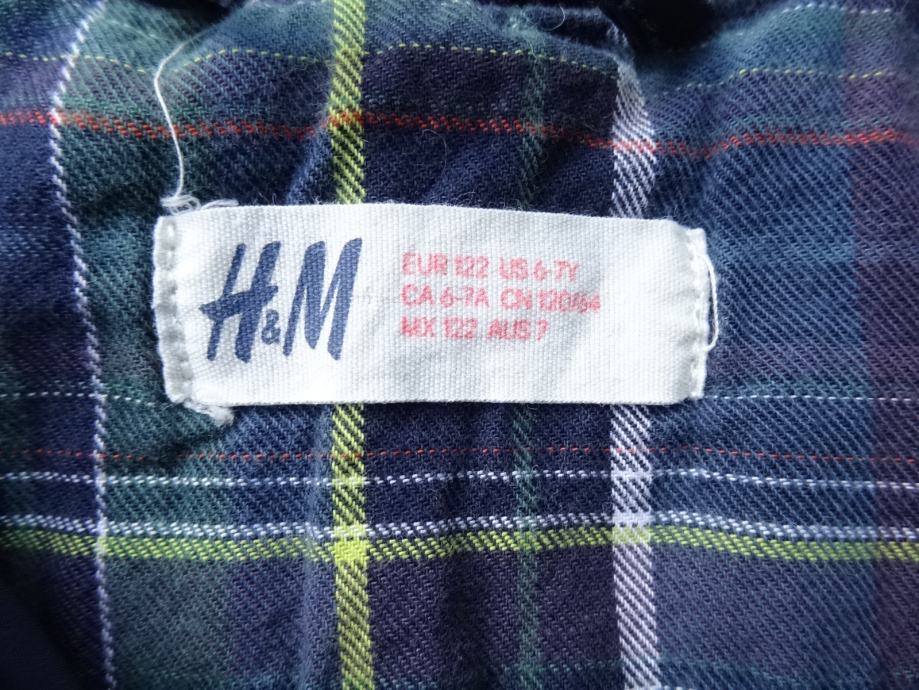 H&M
EUR 122 US 6-7Y
CA 6-7A CN 120/64
MX 122 AUS 7